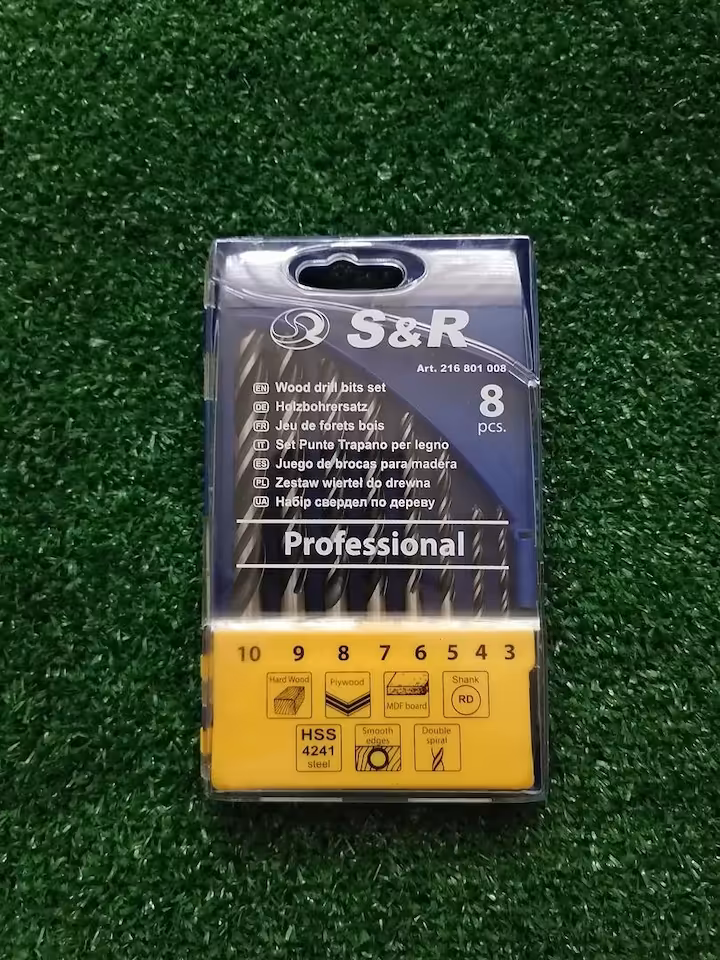 S&R
Art. 216 801 008
8
pcs.
EN Wood drill bits set
DE Holzbohrersatz
FR Jeu de forets bois
IT Set Punte Trapano per legno
ES Juego de brocas para madera
PL Zestaw wierteł do drewna
UA Набір свердел по дереву
Professional
10 9 8 7 6 5 4 3
Hard Wood
Plywood
MDF board
Shank
RD
HSS
4241
steel
Smooth
edges
Double
spiral